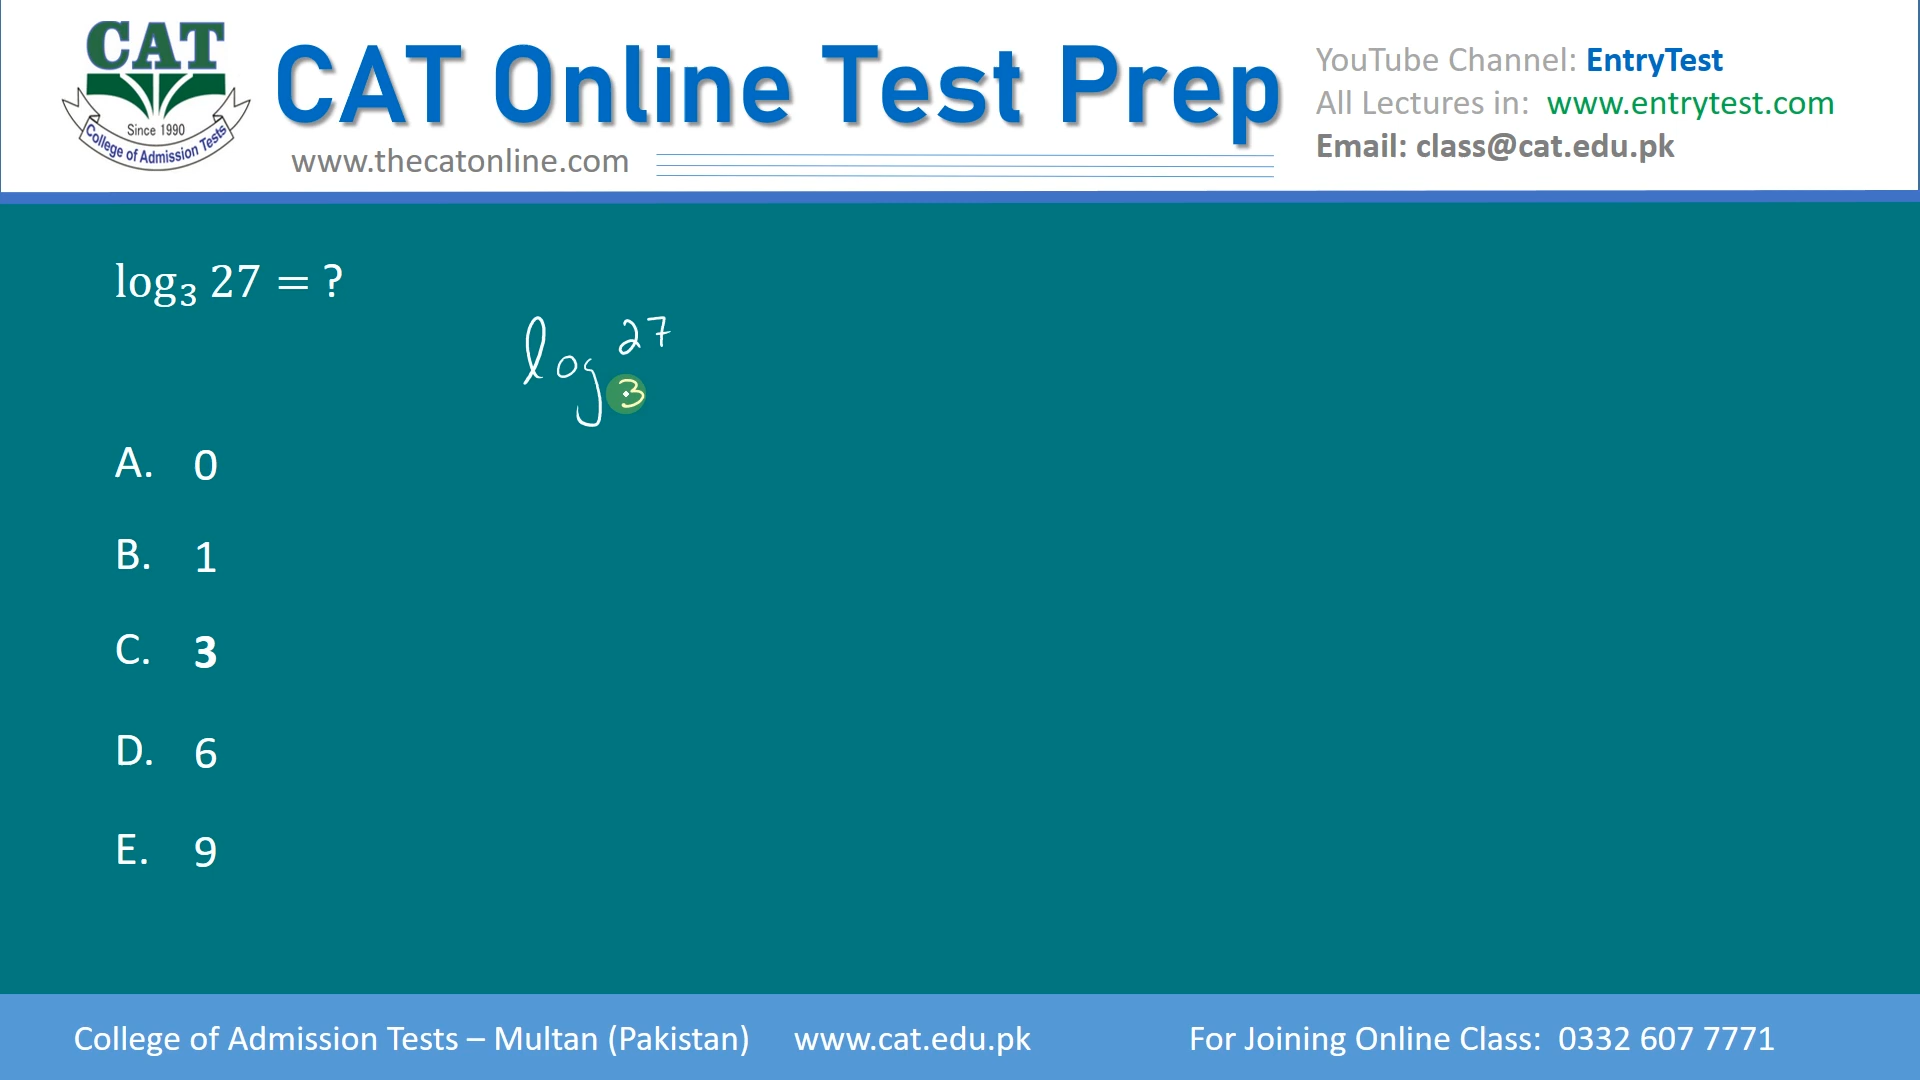 CAT
Since 1990
College of Admission Tests
CAT Online Test Prep
www.thecatonline.com
YouTube Channel: EntryTest
All Lectures in: www.entrytest.com
Email: class@cat.edu.pk
log₃ 27 = ?
log₃ 27
A. 0
B. 1
C. 3
D. 6
E. 9
College of Admission Tests – Multan (Pakistan) www.cat.edu.pk For Joining Online Class: 0332 607 7771